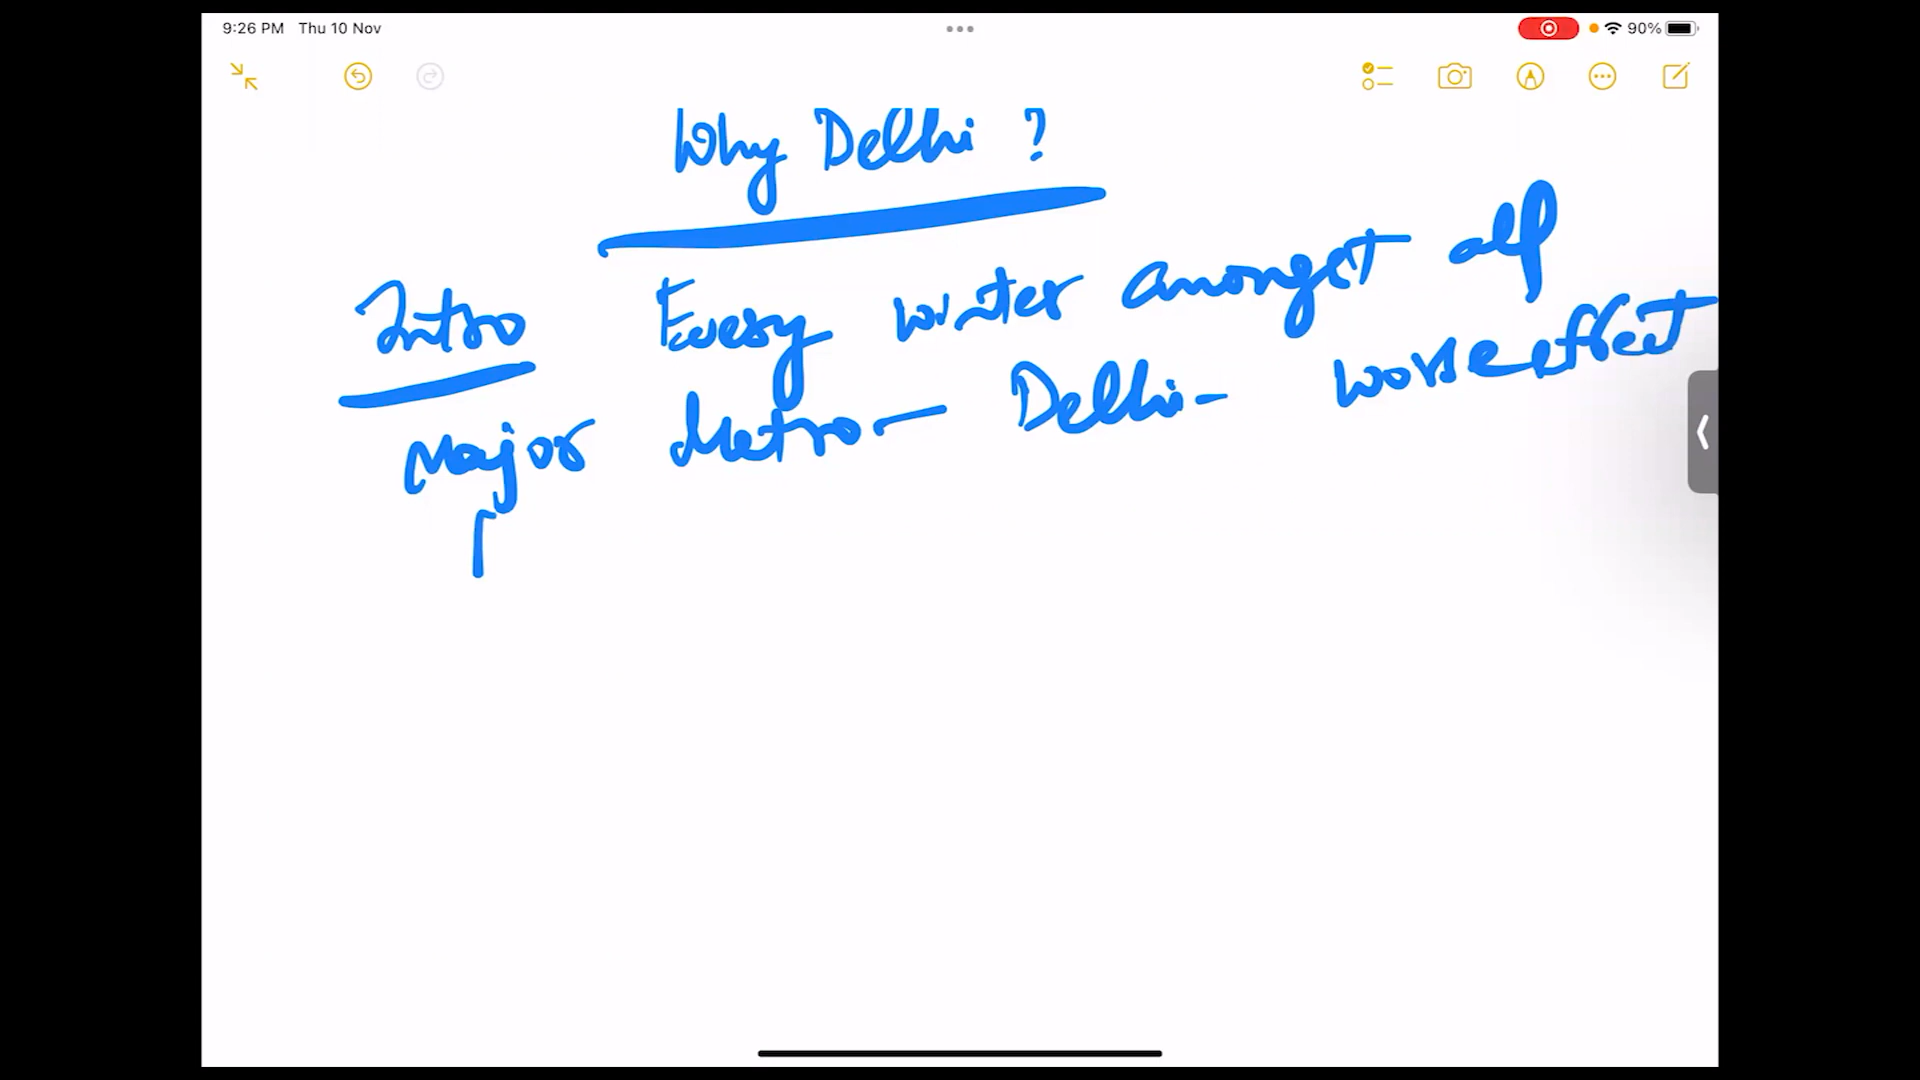 9:26 PM Thu 10 Nov 90%
Why Delhi ?
Intro Every winter amongst all
Major Metro - Delhi - worse effect